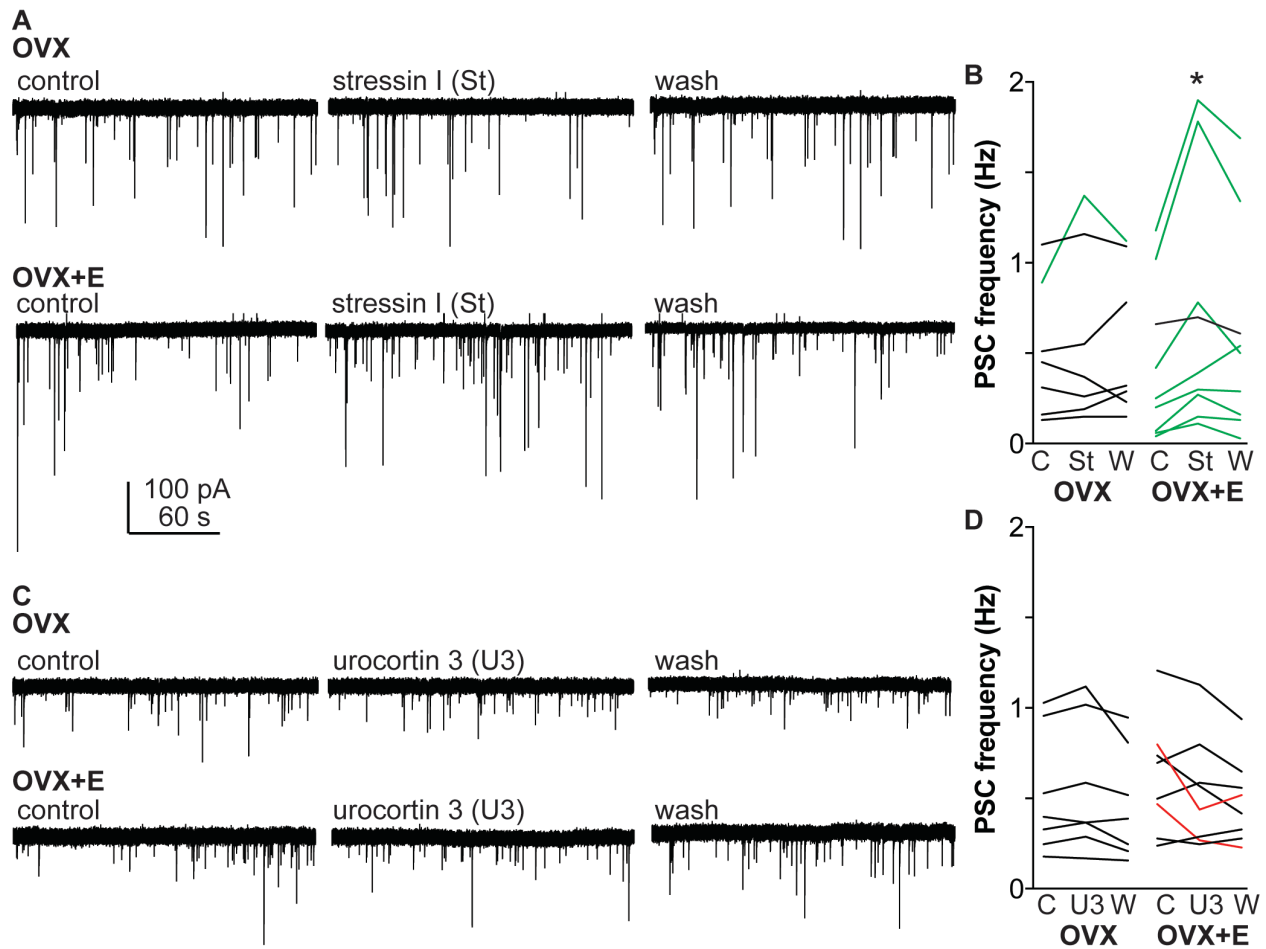 A
OVX
control stressin I (St) wash
OVX+E
control stressin I (St) wash
100 pA
60 s
B
*
PSC frequency (Hz)
2
1
0
C St W C St W
OVX OVX+E
C
OVX
control urocortin 3 (U3) wash
OVX+E
control urocortin 3 (U3) wash
D
PSC frequency (Hz)
2
1
0
C U3 W C U3 W
OVX OVX+E